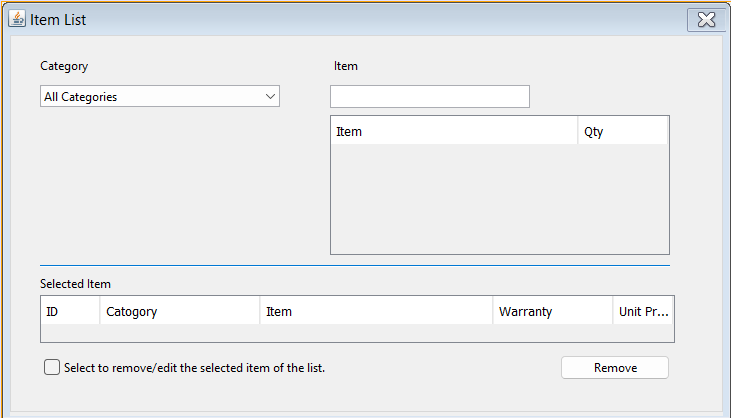 Item List
Category
Item
All Categories
Item Qty
Selected Item
ID Catogory Item Warranty Unit Pr...
Select to remove/edit the selected item of the list.
Remove